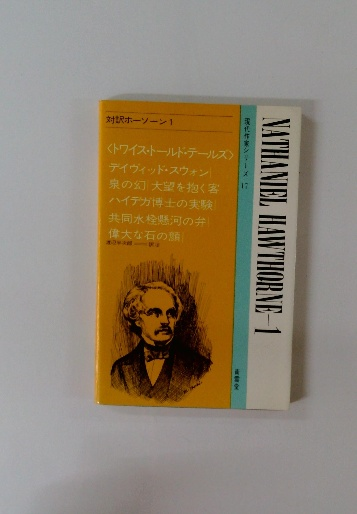 対訳ホーソーン1
〈トワイス・トールド・テールズ〉
デイヴィッド・スウォン|
泉の幻|大望を抱く客
ハイデガ博士の実験|
共同水栓懸河の弁|
偉大な石の顔|
現代作家シリーズ 17
南雲堂
NATHANIEL HAWTHORNE—1